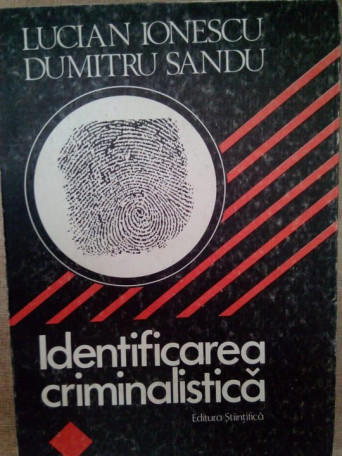 LUCIAN IONESCU
DUMITRU SANDU
Identificarea
criminalistică
Editura Științifică